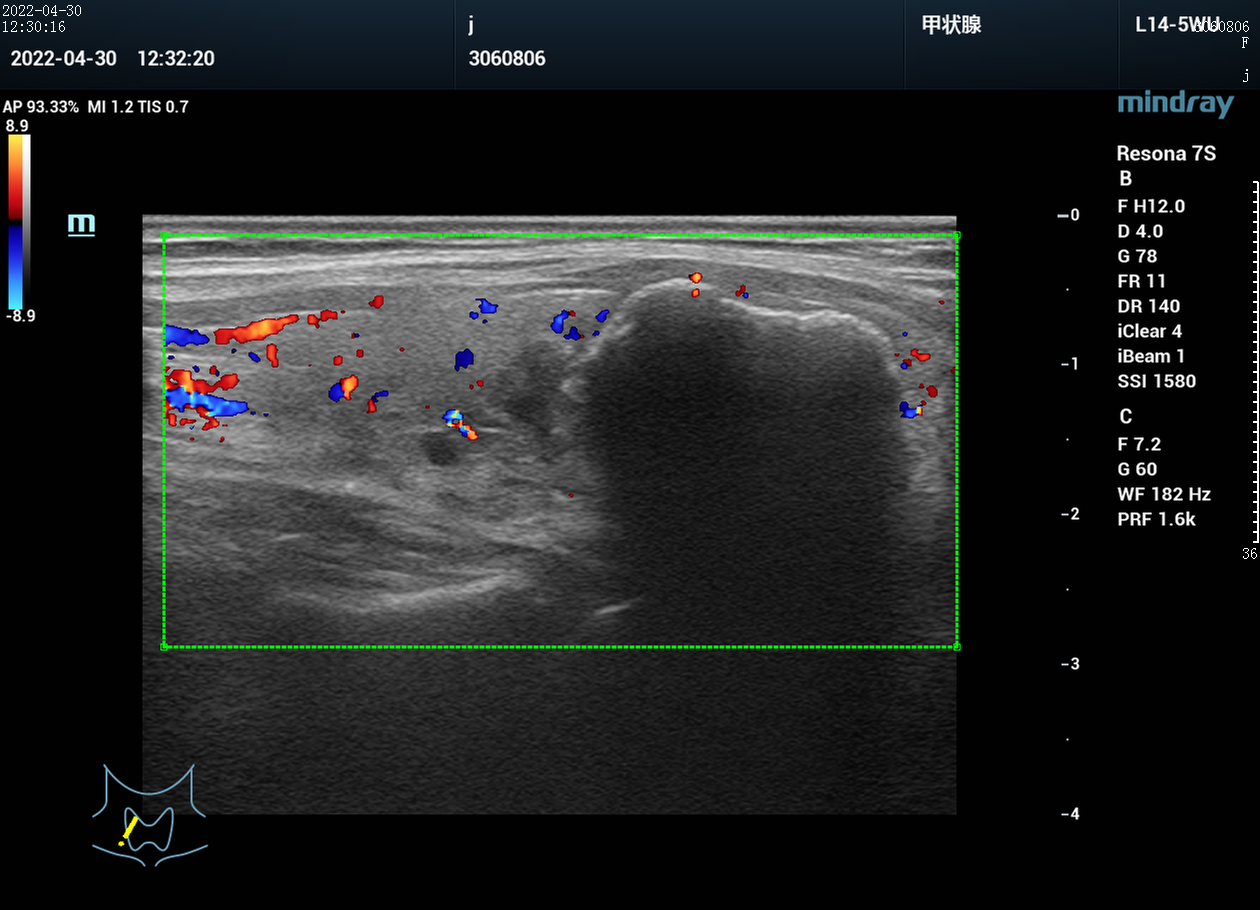 2022-04-30
12:30:16
j
甲状腺
L14-5WU
3060806
F
2022-04-30 12:32:20
3060806
j
AP 93.33% MI 1.2 TIS 0.7
mindray
8.9
-8.9
m
Resona 7S
B
F H12.0
D 4.0
G 78
FR 11
DR 140
iClear 4
iBeam 1
SSI 1580
C
F 7.2
G 60
WF 182 Hz
PRF 1.6k
0
-1
-2
-3
-4
36